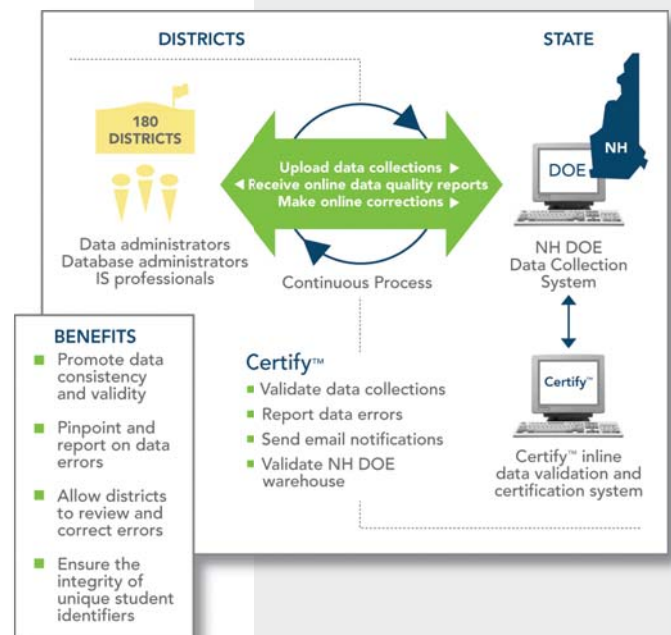 DISTRICTS
STATE
180
DISTRICTS
NH
DOE
Upload data collections ▶
◀ Receive online data quality reports
Make online corrections ▶
Data administrators
Database administrators
IS professionals
Continuous Process
NH DOE
Data Collection
System
BENEFITS
■ Promote data
consistency
and validity
■ Pinpoint and
report on data
errors
■ Allow districts
to review and
correct errors
■ Ensure the
integrity of
unique student
identifiers
Certify™
■ Validate data collections
■ Report data errors
■ Send email notifications
■ Validate NH DOE
warehouse
Certify™
Certify™ inline
data validation and
certification system